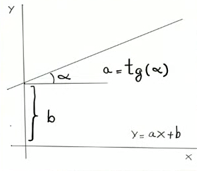 y
α
a = tg(α)
b
y = ax + b
x